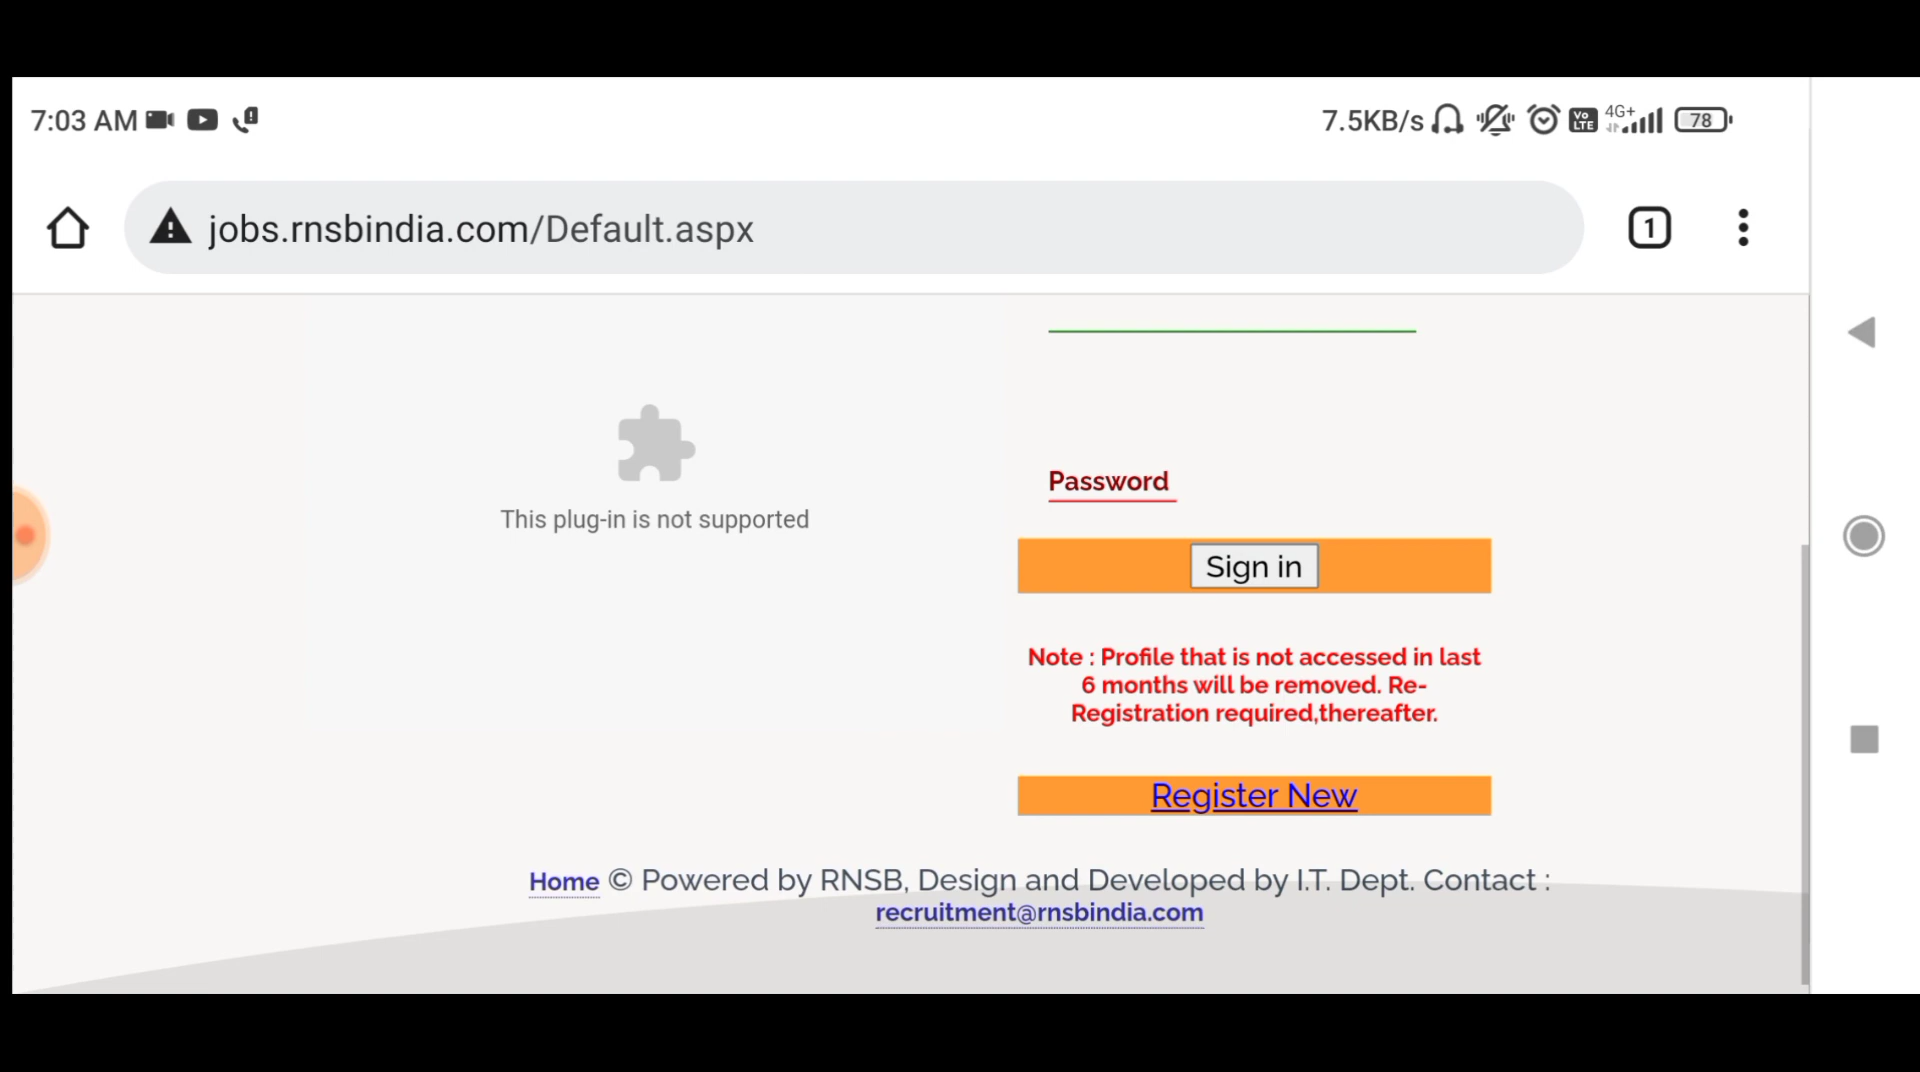 7:03 AM 7.5KB/s Vo LTE 4G+ 78
jobs.rnsbindia.com/Default.aspx 1
This plug-in is not supported
Password
Sign in
Note : Profile that is not accessed in last
6 months will be removed. Re-
Registration required,thereafter.
Register New
Home © Powered by RNSB, Design and Developed by I.T. Dept. Contact :
recruitment@rnsbindia.com